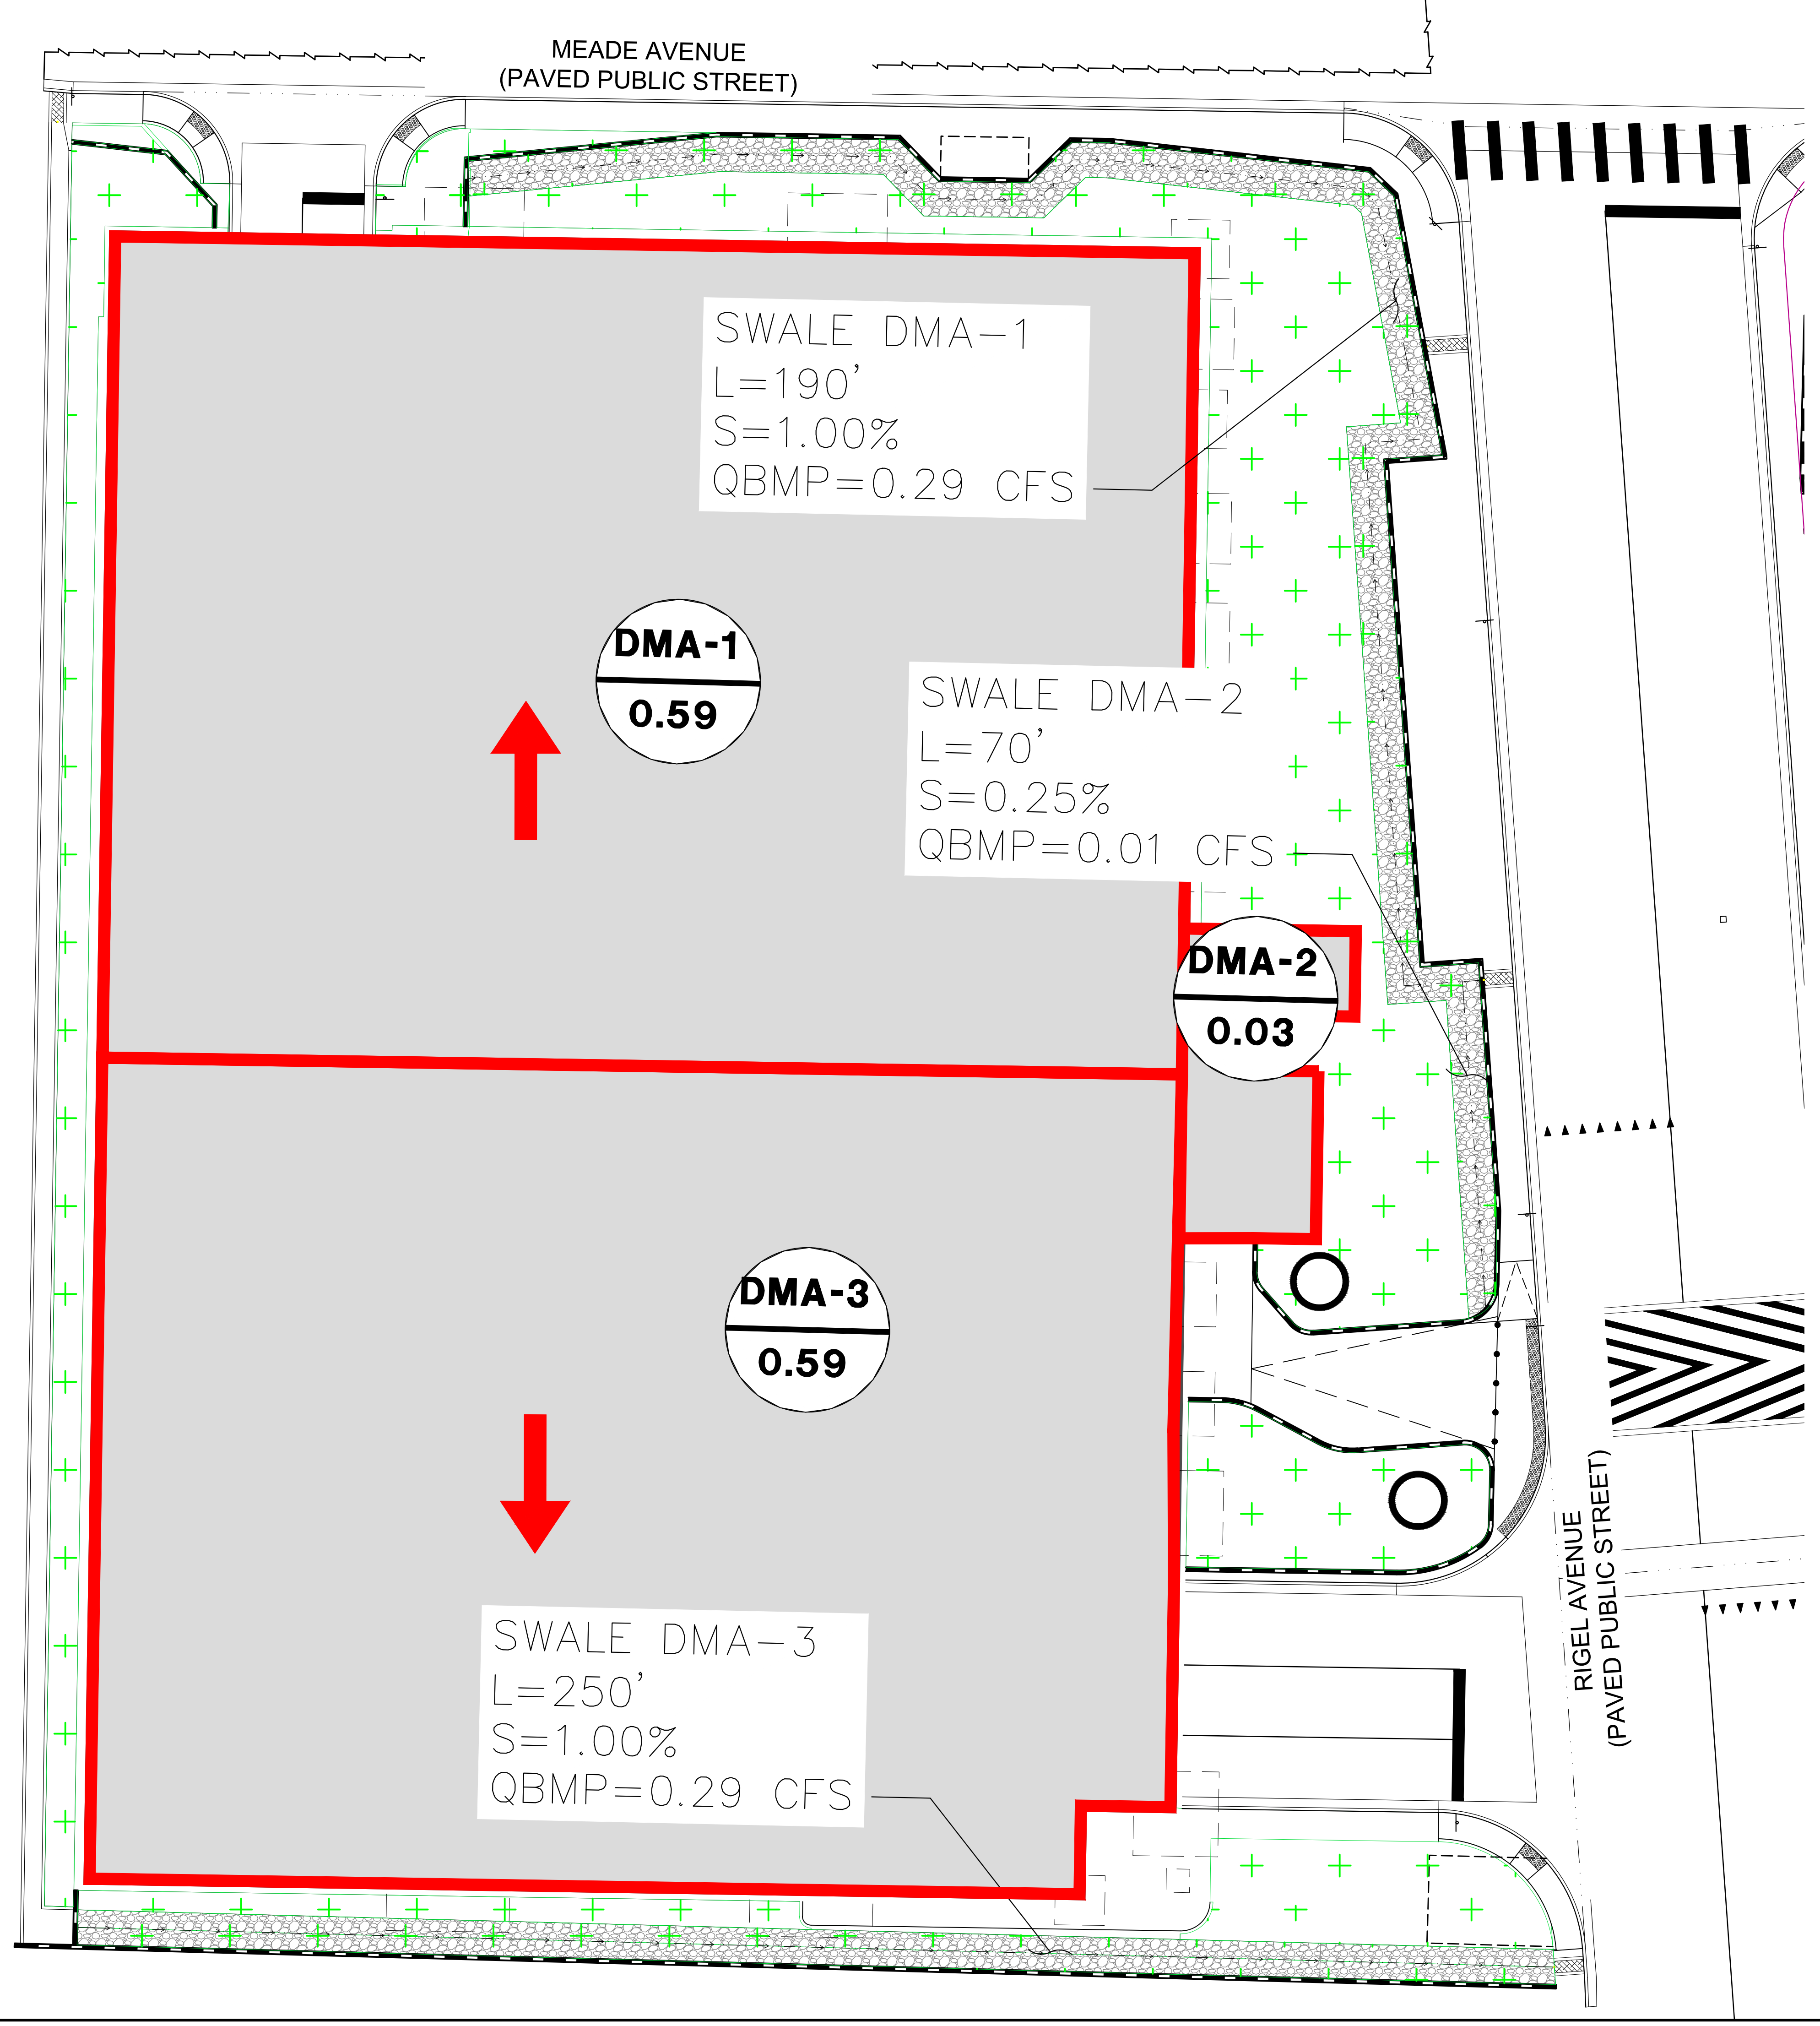 MEADE AVENUE
(PAVED PUBLIC STREET)
SWALE DMA-1
L=190'
S=1.00%
QBMP=0.29 CFS
DMA-1
0.59
SWALE DMA-2
L=70'
S=0.25%
QBMP=0.01 CFS
DMA-2
0.03
DMA-3
0.59
SWALE DMA-3
L=250'
S=1.00%
QBMP=0.29 CFS
RIGEL AVENUE
(PAVED PUBLIC STREET)